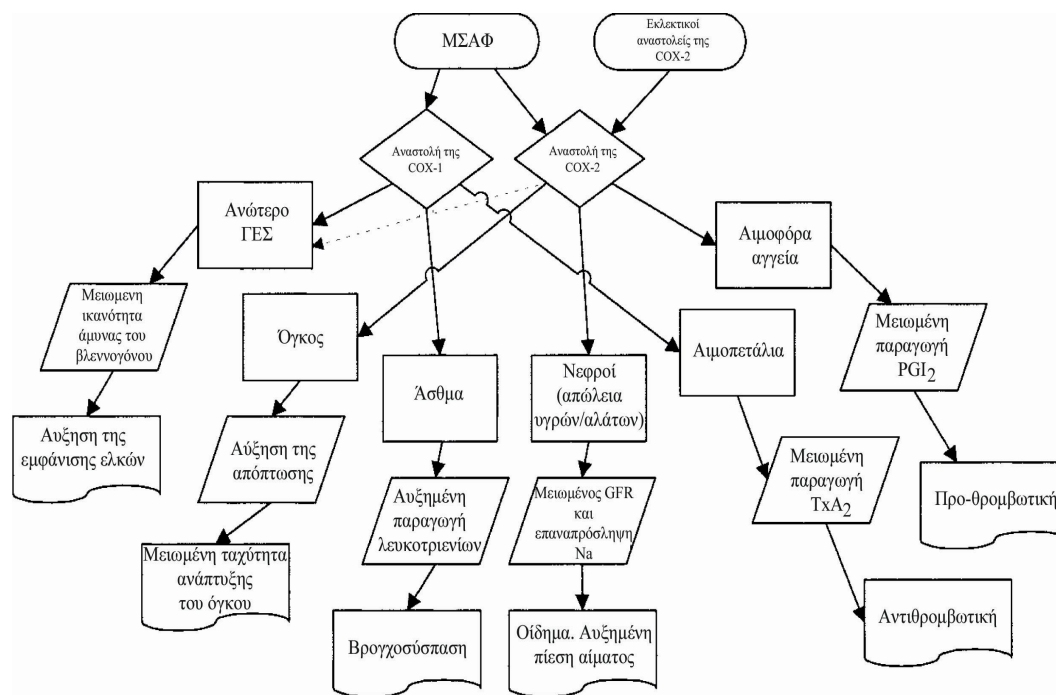 ΜΣΑΦ
Εκλεκτικοί
αναστολείς της
COX-2
Αναστολή της
COX-1
Αναστολή της
COX-2
Ανώτερο
ΓΕΣ
Αιμοφόρα
αγγεία
Μειωμενη
ικανότητα
άμυνας του
βλεννογόνου
Όγκος
Άσθμα
Νεφροί
(απώλεια
υγρών/αλάτων)
Αιμοπετάλια
Μειωμένη
παραγωγή
PGI2
Αυξηση της
εμφάνισης ελκών
Αύξηση της
απόπτωσης
Αυξημένη
παραγωγή
λευκοτριενίων
Μειωμένος GFR
και
επαναπρόσληψη
Na
Μειωμένη
παραγωγή
TxA2
Προ-θρομβωτική
Μειωμένη ταχύτητα
ανάπτυξης
του όγκου
Βρογχοσύσπαση
Οίδημα. Αυξημένη
πίεση αίματος
Αντιθρομβωτική